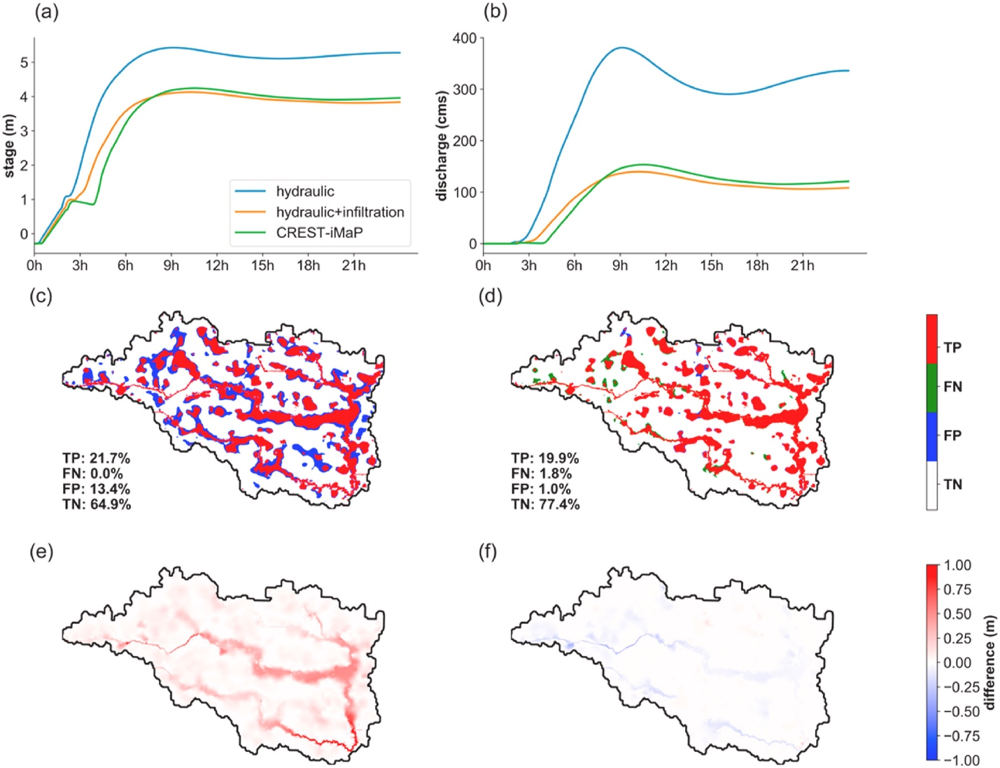 (a)
(b)
5
4
3
2
1
0
stage (m)
hydraulic
hydraulic+infiltration
CREST-iMaP
0h 3h 6h 9h 12h 15h 18h 21h
400
300
200
100
0
discharge (cms)
0h 3h 6h 9h 12h 15h 18h 21h
(c)
TP: 21.7%
FN: 0.0%
FP: 13.4%
TN: 64.9%
(d)
TP: 19.9%
FN: 1.8%
FP: 1.0%
TN: 77.4%
TP
FN
FP
TN
(e)
(f)
1.00
0.75
0.50
0.25
0.00
−0.25
−0.50
−0.75
−1.00
difference (m)